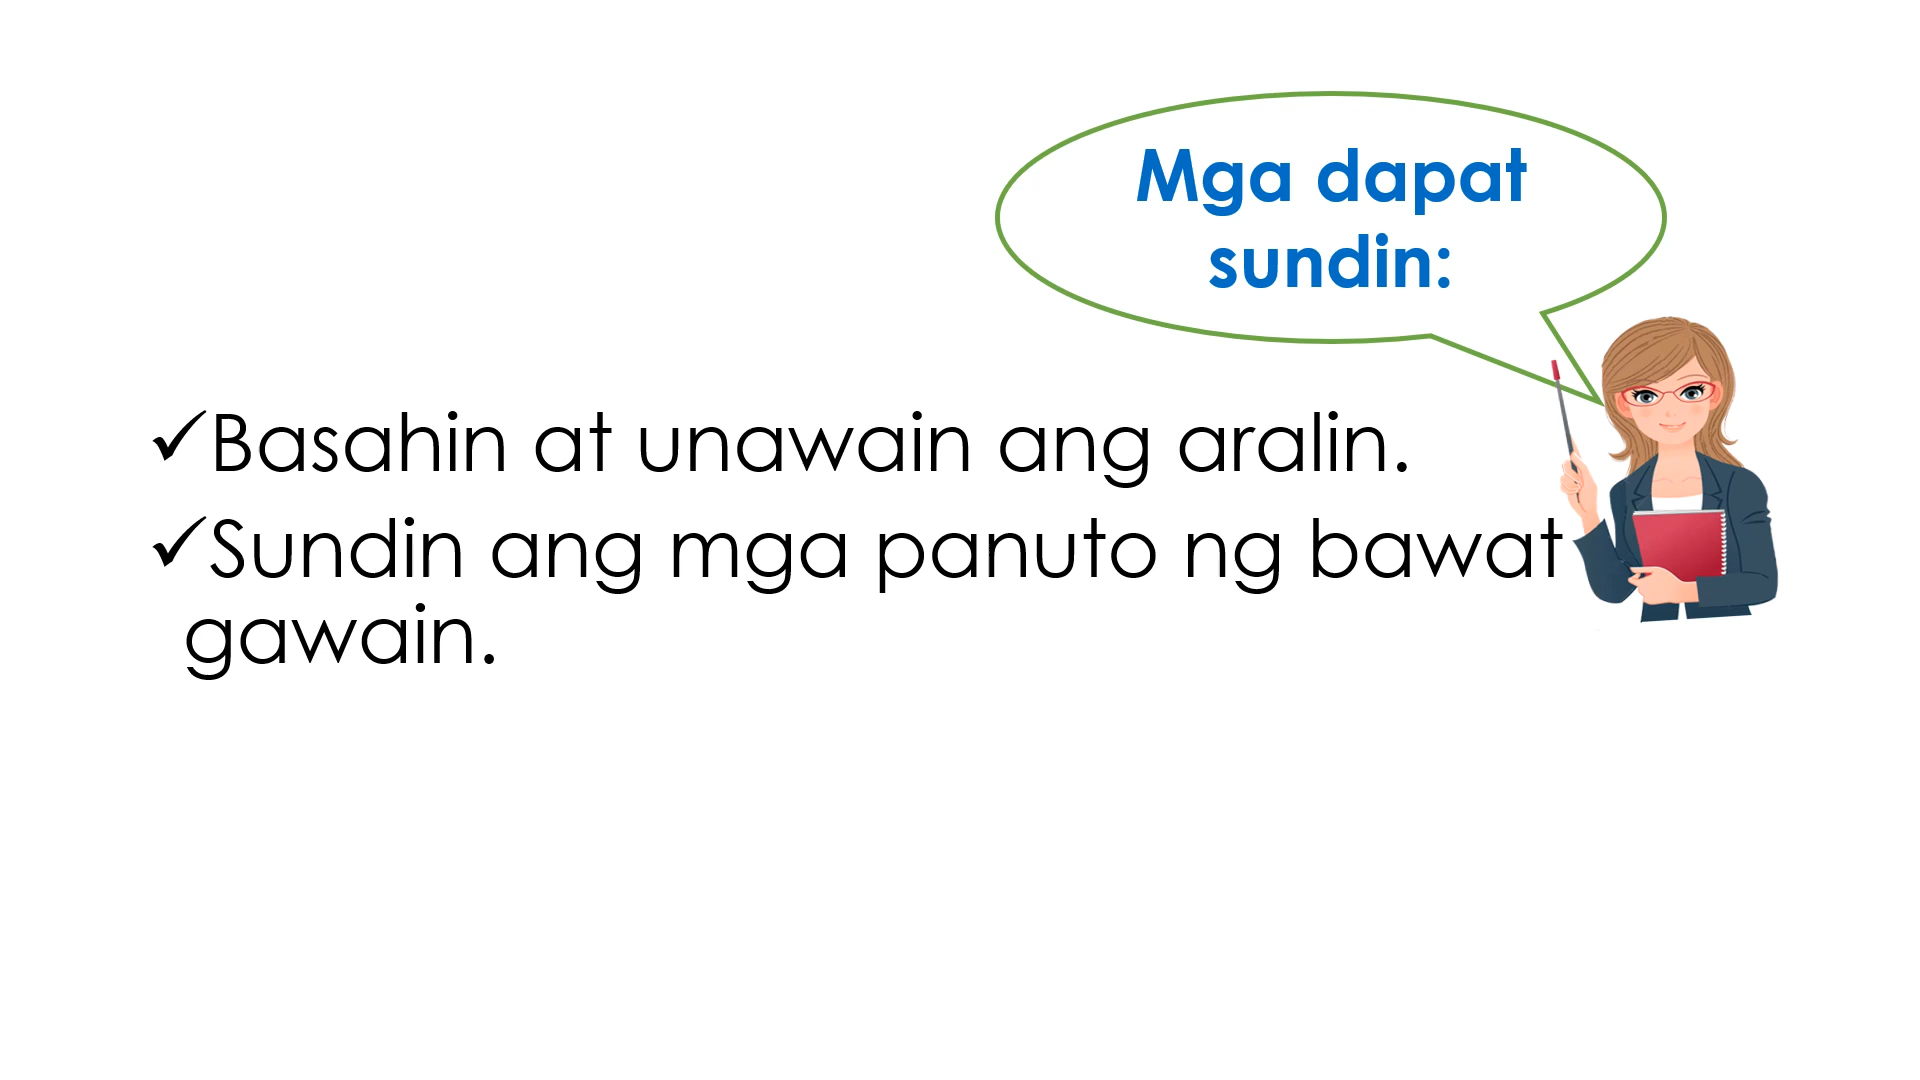 Mga dapat
sundin:
✓Basahin at unawain ang aralin.
✓Sundin ang mga panuto ng bawat
gawain.